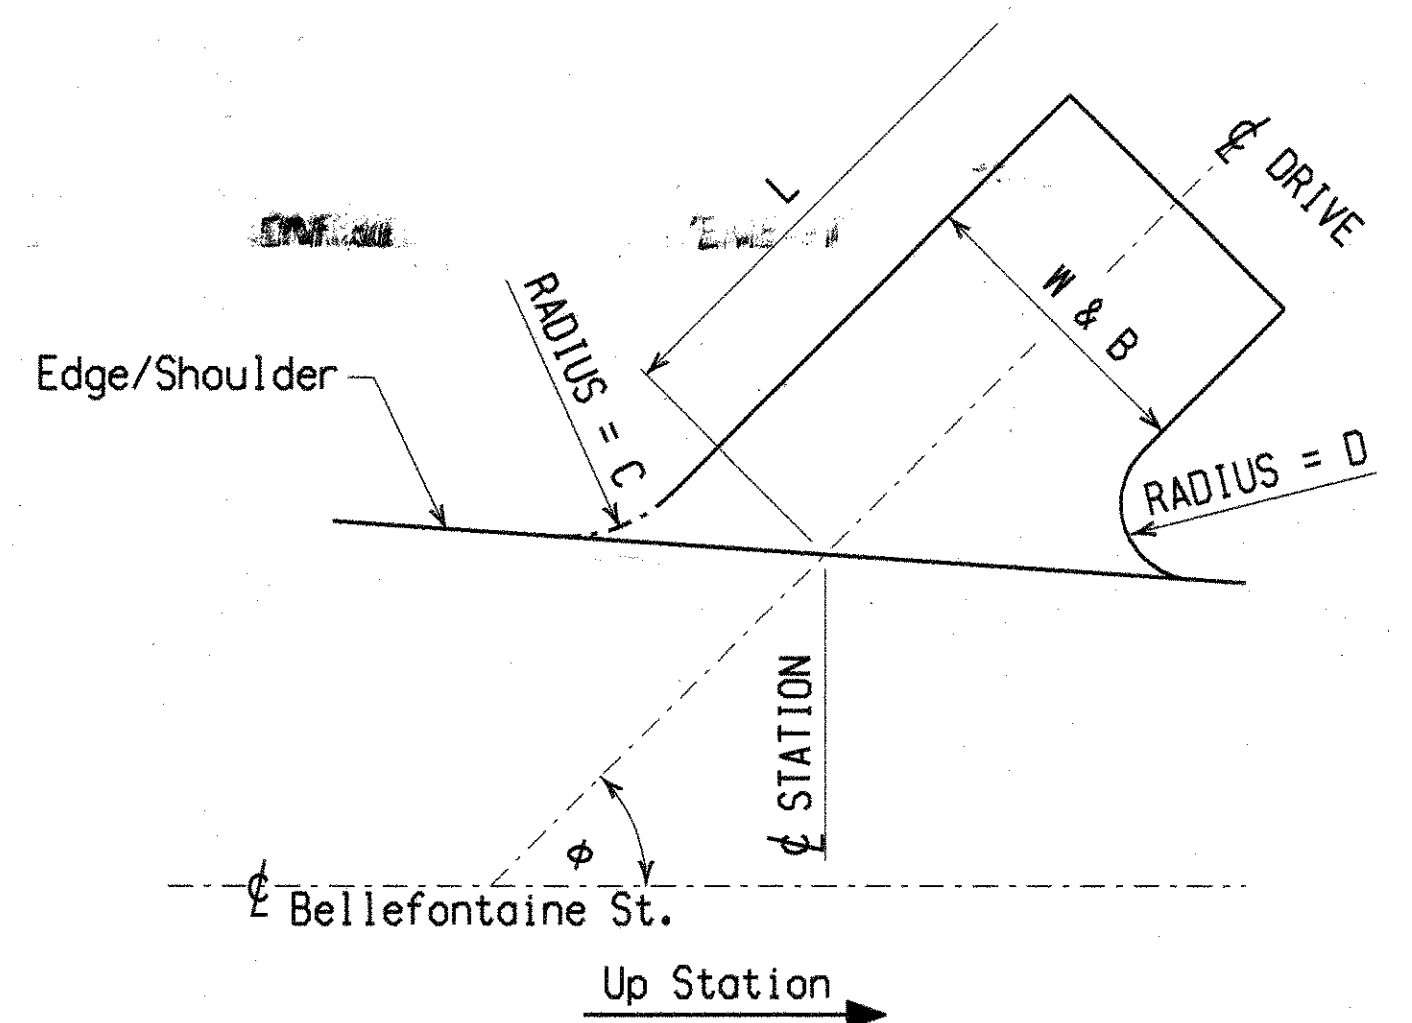 ℄ DRIVE
L
W & B
RADIUS = C
Edge/Shoulder
RADIUS = D
℄ STATION
φ
℄ Bellefontaine St.
Up Station